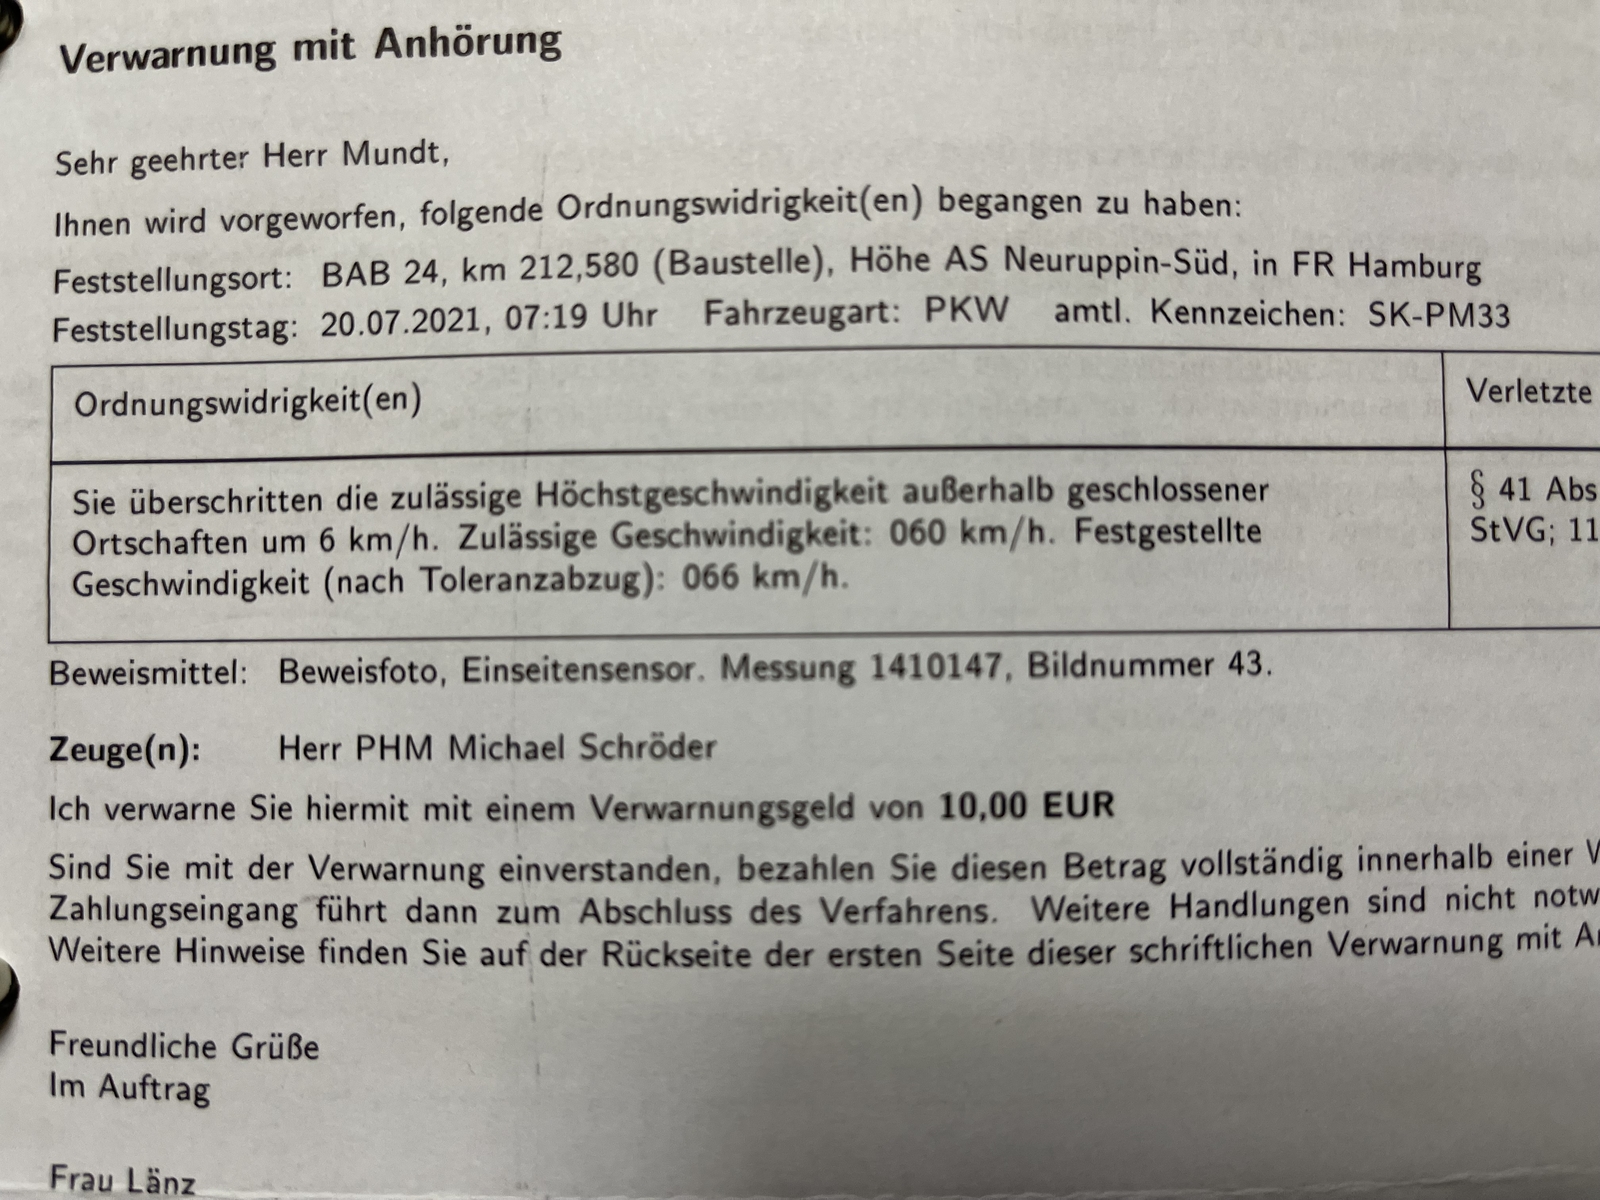 Verwarnung mit Anhörung
Sehr geehrter Herr Mundt,
Ihnen wird vorgeworfen, folgende Ordnungswidrigkeit(en) begangen zu haben:
Feststellungsort: BAB 24, km 212,580 (Baustelle), Höhe AS Neuruppin-Süd, in FR Hamburg
Feststellungstag: 20.07.2021, 07:19 Uhr Fahrzeugart: PKW amtl. Kennzeichen: SK-PM33
Ordnungswidrigkeit(en) Verletzte
Sie überschritten die zulässige Höchstgeschwindigkeit außerhalb geschlossener § 41 Abs
Ortschaften um 6 km/h. Zulässige Geschwindigkeit: 060 km/h. Festgestellte StVG; 11
Geschwindigkeit (nach Toleranzabzug): 066 km/h.
Beweismittel: Beweisfoto, Einseitensensor. Messung 1410147, Bildnummer 43.
Zeuge(n): Herr PHM Michael Schröder
Ich verwarne Sie hiermit mit einem Verwarnungsgeld von 10,00 EUR
Sind Sie mit der Verwarnung einverstanden, bezahlen Sie diesen Betrag vollständig innerhalb einer
Zahlungseingang führt dann zum Abschluss des Verfahrens. Weitere Handlungen sind nicht notw
Weitere Hinweise finden Sie auf der Rückseite der ersten Seite dieser schriftlichen Verwarnung mit
Freundliche Grüße
Im Auftrag
Frau Länz